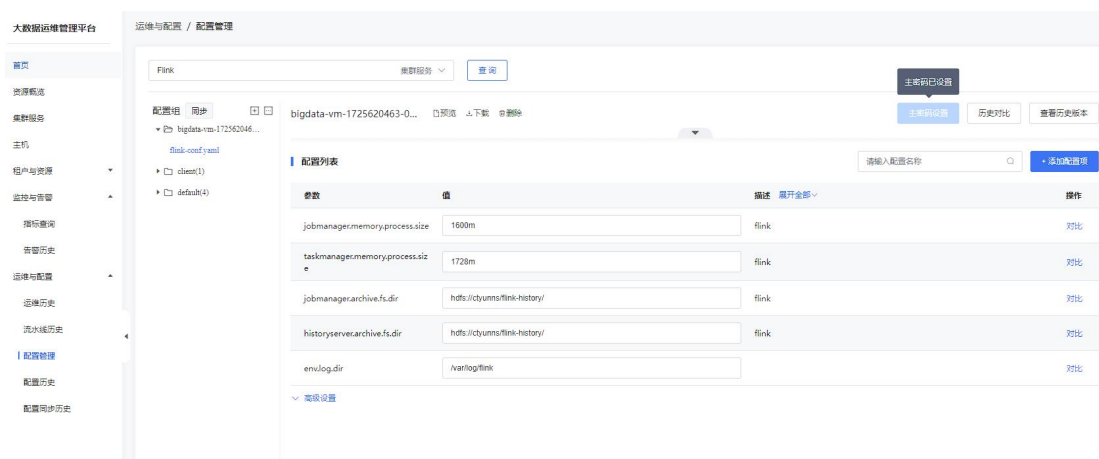 大数据运维管理平台
首页
资源概览
集群服务
主机
租户与资源
监控与告警
指标查询
告警历史
运维与配置
运维历史
流水线历史
配置管理
配置历史
配置同步历史
运维与配置 / 配置管理
Flink 集群服务 查询
主密码已设置
配置组 同步
bigdata-vm-172562046...
flink-conf.yaml
client(1)
default(4)
bigdata-vm-1725620463-0... 预览 下载 删除 主密码设置 历史对比 查看历史版本
配置列表 请输入配置名称 + 添加配置项
参数 值 描述 展开全部 操作
jobmanager.memory.process.size 1600m flink 对比
taskmanager.memory.process.siz
e 1728m flink 对比
jobmanager.archive.fs.dir hdfs://ctyunns/flink-history/ flink 对比
historyserver.archive.fs.dir hdfs://ctyunns/flink-history/ flink 对比
env.log.dir /var/log/flink 对比
高级设置